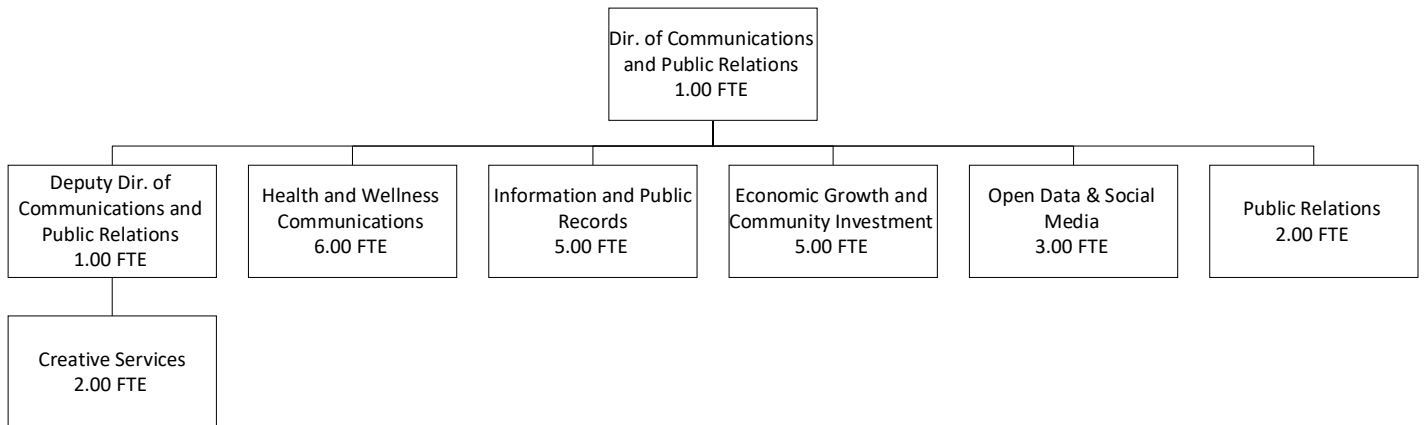 Dir. of Communications
and Public Relations
1.00 FTE
Deputy Dir. of
Communications and
Public Relations
1.00 FTE
Health and Wellness
Communications
6.00 FTE
Information and Public
Records
5.00 FTE
Economic Growth and
Community Investment
5.00 FTE
Open Data & Social
Media
3.00 FTE
Public Relations
2.00 FTE
Creative Services
2.00 FTE